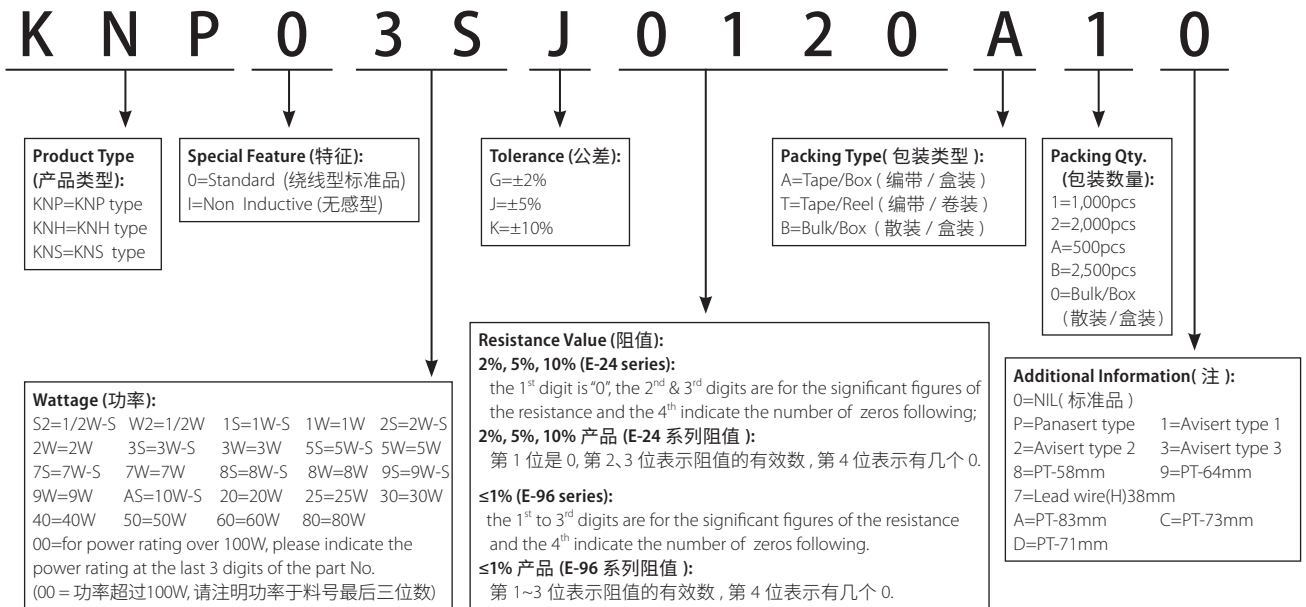 K N P 0 3 S J 0 1 2 0 A 1 0
Product Type
(产品类型):
KNP=KNP type
KNH=KNH type
KNS=KNS type
Special Feature (特征):
0=Standard (绕线型标准品)
I=Non Inductive (无感型)
Tolerance (公差):
G=±2%
J=±5%
K=±10%
Packing Type( 包装类型 ):
A=Tape/Box ( 编带 / 盒装 )
T=Tape/Reel ( 编带 / 卷装 )
B=Bulk/Box ( 散装 / 盒装 )
Packing Qty.
(包装数量):
1=1,000pcs
2=2,000pcs
A=500pcs
B=2,500pcs
0=Bulk/Box
(散装/盒装)
Wattage (功率):
S2=1/2W-S W2=1/2W 1S=1W-S 1W=1W 2S=2W-S
2W=2W 3S=3W-S 3W=3W 5S=5W-S 5W=5W
7S=7W-S 7W=7W 8S=8W-S 8W=8W 9S=9W-S
9W=9W AS=10W-S 20=20W 25=25W 30=30W
40=40W 50=50W 60=60W 80=80W
00=for power rating over 100W, please indicate the
power rating at the last 3 digits of the part No.
(00 = 功率超过100W, 请注明功率于料号最后三位数)
Resistance Value (阻值):
2%, 5%, 10% (E-24 series):
the 1st digit is "0", the 2nd & 3rd digits are for the significant figures of
the resistance and the 4th indicate the number of zeros following;
2%, 5%, 10% 产品 (E-24 系列阻值 ):
第 1 位是 0, 第 2、3 位表示阻值的有效数 , 第 4 位表示有几个 0.
≤1% (E-96 series):
the 1st to 3rd digits are for the significant figures of the resistance
and the 4th indicate the number of zeros following.
≤1% 产品 (E-96 系列阻值 ):
第 1~3 位表示阻值的有效数 , 第 4 位表示有几个 0.
Additional Information( 注 ):
0=NIL( 标准品 )
P=Panasert type 1=Avisert type 1
2=Avisert type 2 3=Avisert type 3
8=PT-58mm 9=PT-64mm
7=Lead wire(H)38mm
A=PT-83mm C=PT-73mm
D=PT-71mm